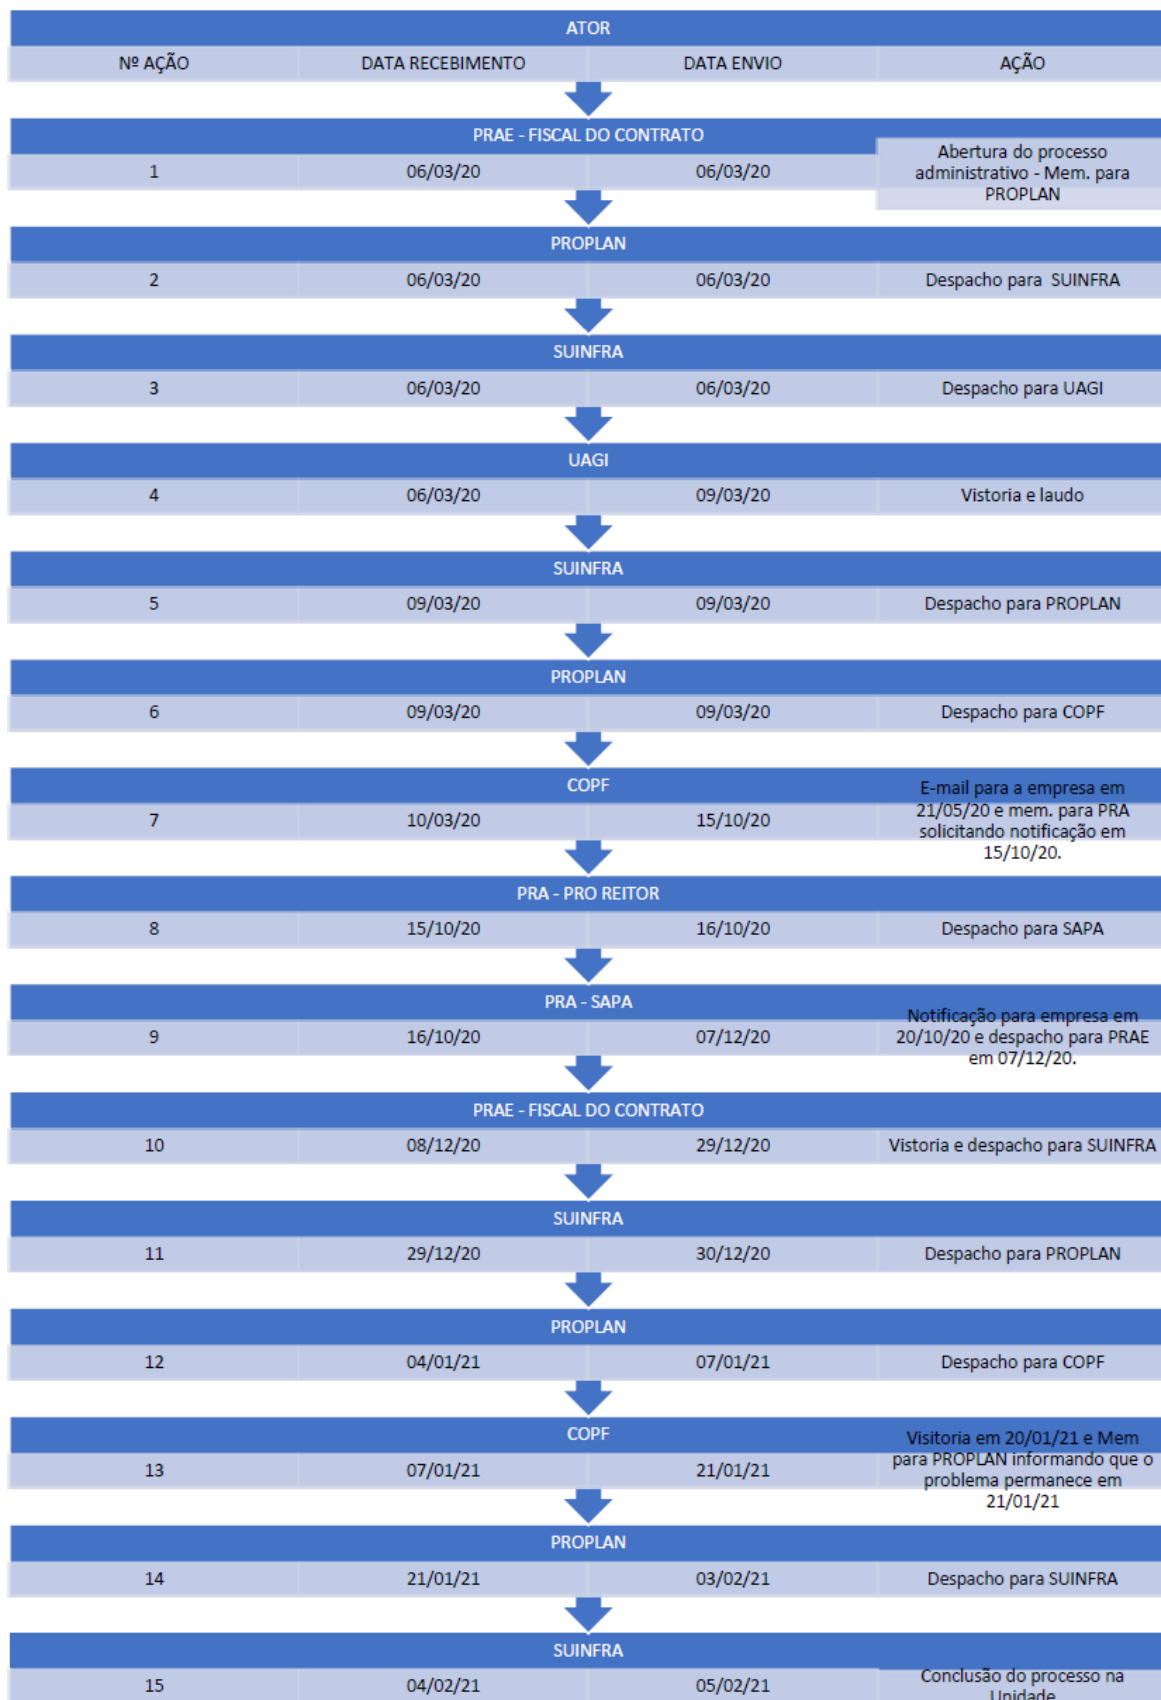 ATOR
Nº AÇÃO DATA RECEBIMENTO DATA ENVIO AÇÃO
PRAE - FISCAL DO CONTRATO
1 06/03/20 06/03/20 Abertura do processo
administrativo - Mem. para
PROPLAN
PROPLAN
2 06/03/20 06/03/20 Despacho para SUINFRA
SUINFRA
3 06/03/20 06/03/20 Despacho para UAGI
UAGI
4 06/03/20 09/03/20 Vistoria e laudo
SUINFRA
5 09/03/20 09/03/20 Despacho para PROPLAN
PROPLAN
6 09/03/20 09/03/20 Despacho para COPF
COPF
7 10/03/20 15/10/20 E-mail para a empresa em
21/05/20 e mem. para PRA
solicitando notificação em
15/10/20.
PRA - PRO REITOR
8 15/10/20 16/10/20 Despacho para SAPA
PRA - SAPA
9 16/10/20 07/12/20 Notificação para empresa em
20/10/20 e despacho para PRAE
em 07/12/20.
PRAE - FISCAL DO CONTRATO
10 08/12/20 29/12/20 Vistoria e despacho para SUINFRA
SUINFRA
11 29/12/20 30/12/20 Despacho para PROPLAN
PROPLAN
12 04/01/21 07/01/21 Despacho para COPF
COPF
13 07/01/21 21/01/21 Visitoria em 20/01/21 e Mem
para PROPLAN informando que o
problema permanece em
21/01/21
PROPLAN
14 21/01/21 03/02/21 Despacho para SUINFRA
SUINFRA
15 04/02/21 05/02/21 Conclusão do processo na
Unidade